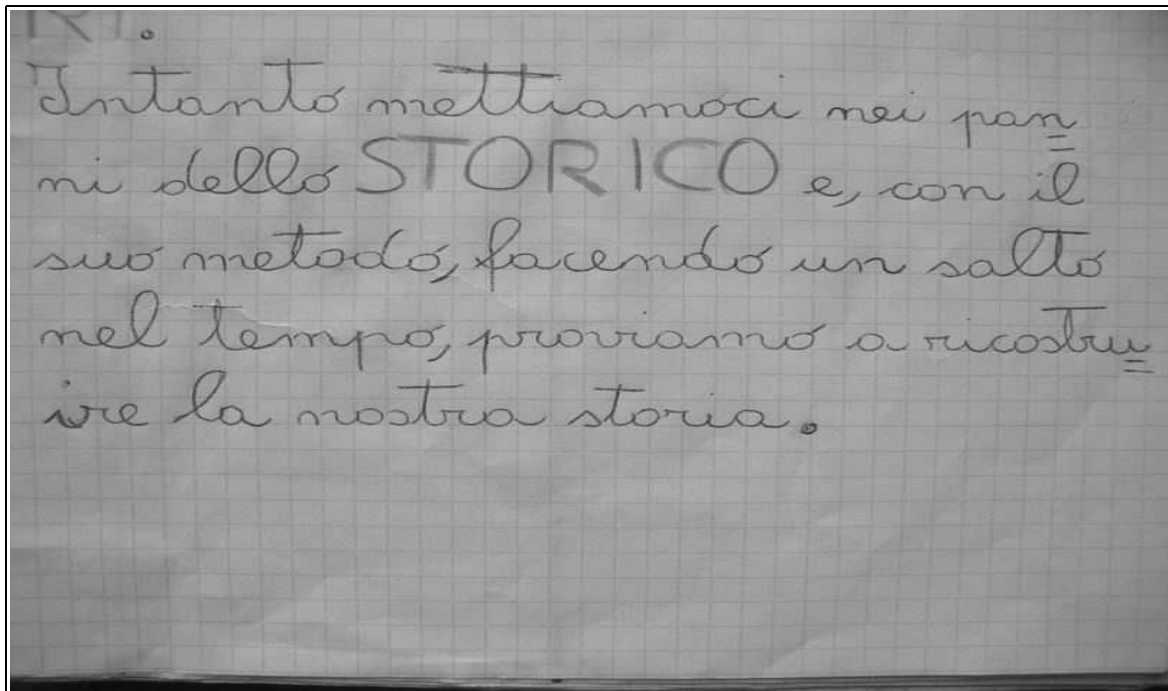 Intanto mettiamoci nei pan=
ni dello STORICO e, con il
suo metodo, facendo un salto
nel tempo, proviamo a ricostru=
ire la nostra storia.